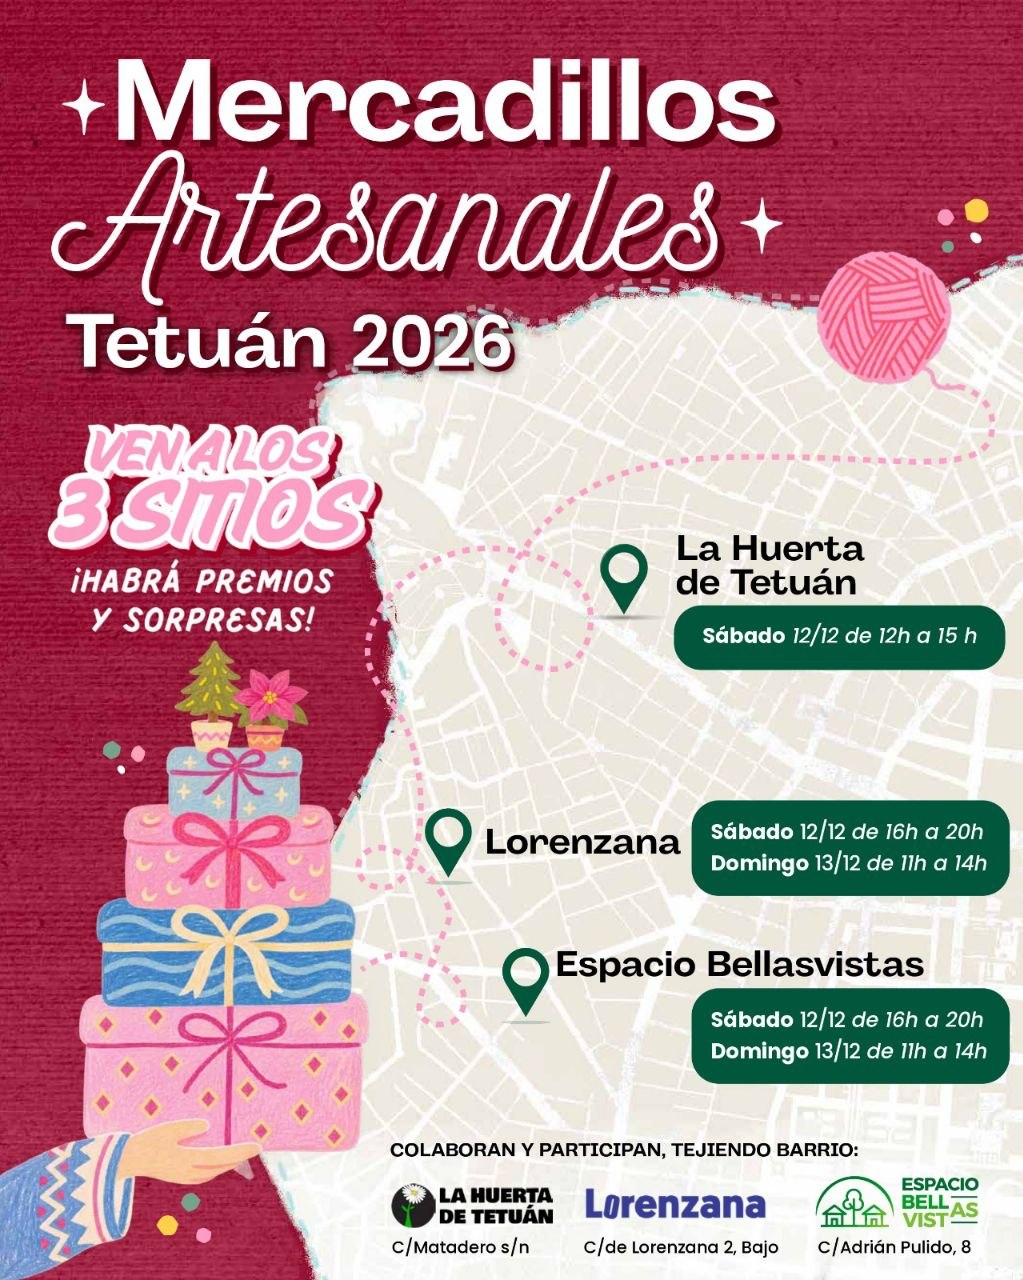 Mercadillos
Artesanales
Tetuán 2026
VEN A LOS
3 SITIOS
¡HABRÁ PREMIOS
Y SORPRESAS!
La Huerta
de Tetuán
Sábado 12/12 de 12h a 15 h
Lorenzana
Sábado 12/12 de 16h a 20h
Domingo 13/12 de 11h a 14h
Espacio Bellasvistas
Sábado 12/12 de 16h a 20h
Domingo 13/12 de 11h a 14h
COLABORAN Y PARTICIPAN, TEJIENDO BARRIO:
LA HUERTA
DE TETUÁN
C/Matadero s/n
Lorenzana
C/de Lorenzana 2, Bajo
ESPACIO
BELL
VISTAS
C/Adrián Pulido, 8